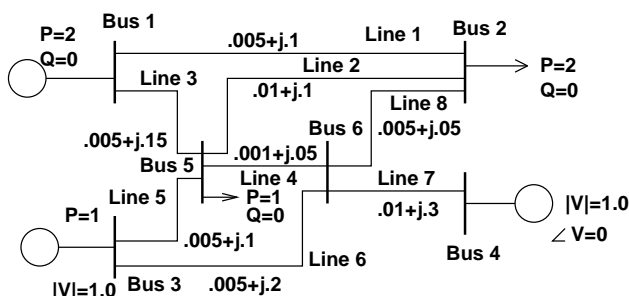 Bus 1
Bus 2
P=2
Q=0
.005+j.1
Line 1
Line 3
Line 2
.01+j.1
P=2
Q=0
Line 8
.005+j.05
Bus 6
.005+j.15
Bus 5
.001+j.05
Line 4
P=1
Q=0
Line 5
Line 7
.01+j.3
|V|=1.0
∠ V=0
P=1
.005+j.1
Line 6
Bus 4
|V|=1.0
Bus 3
.005+j.2